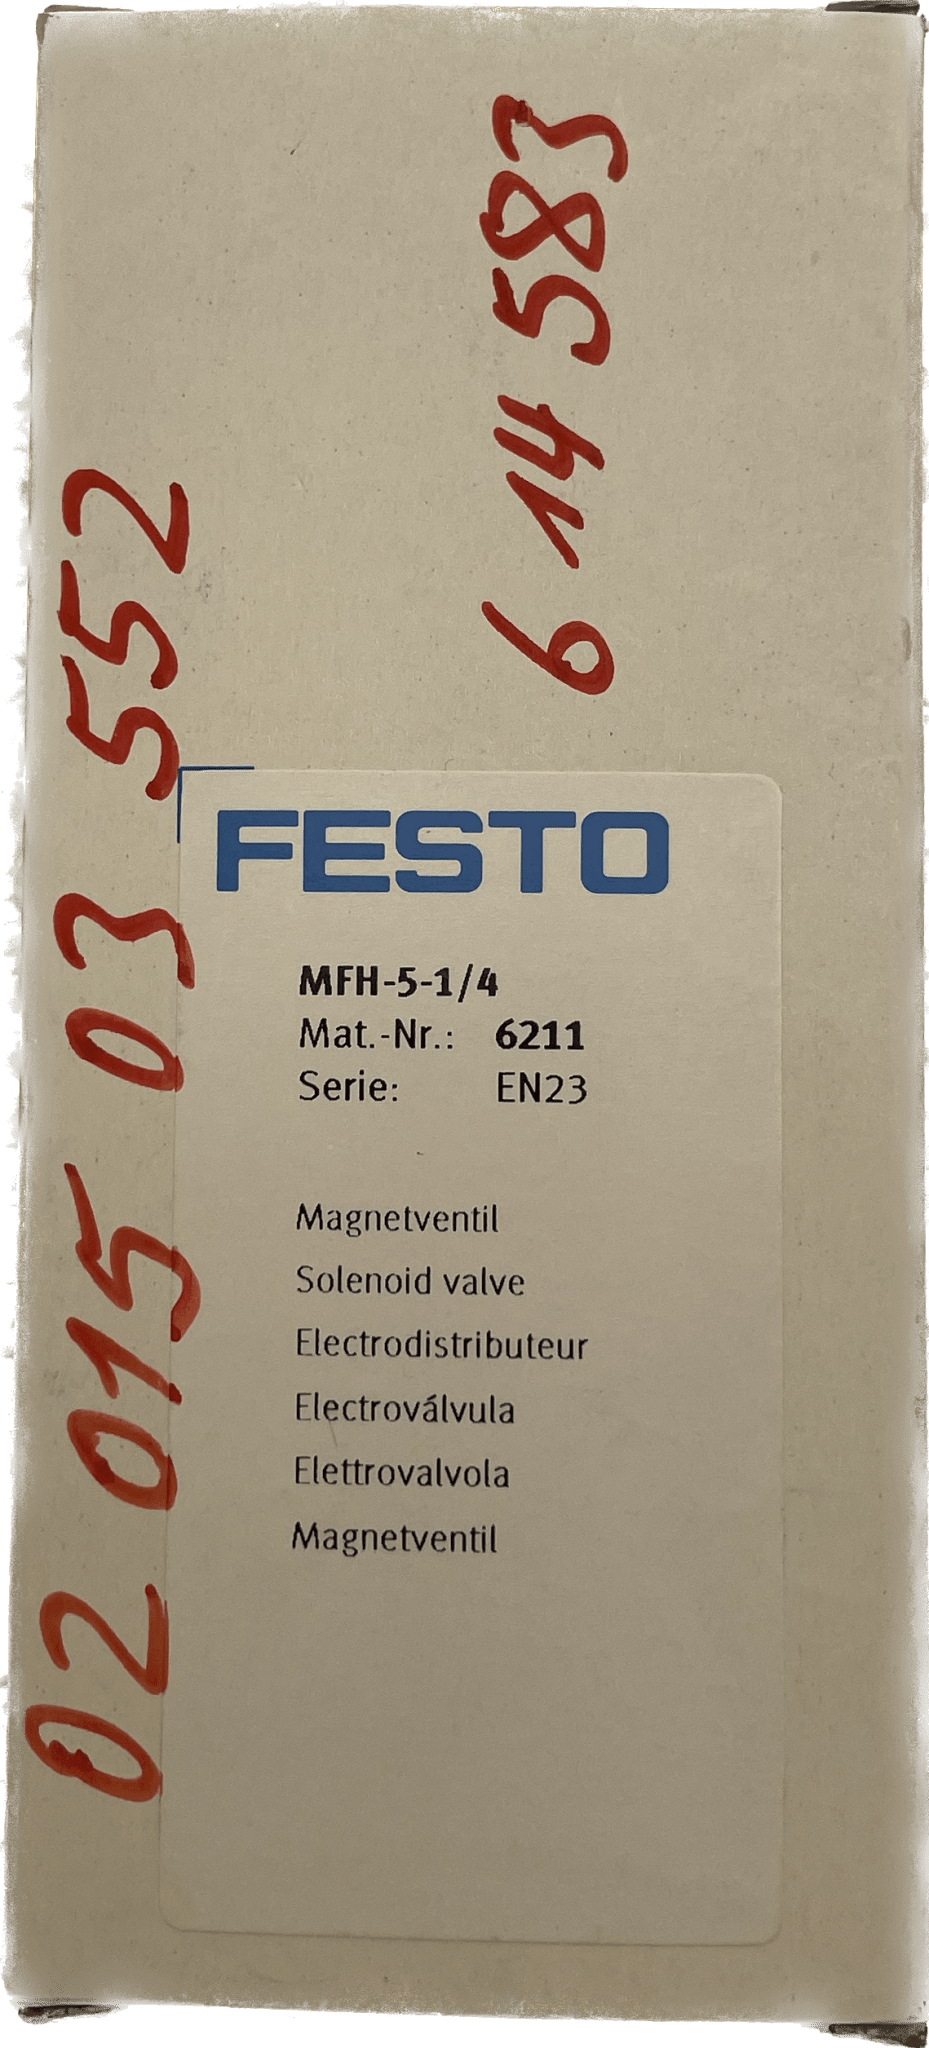 6 14 583
02 015 03 552
FESTO
MFH-5-1/4
Mat.-Nr.: 6211
Serie: EN23
Magnetventil
Solenoid valve
Electrodistributeur
Electroválvula
Elettrovalvola
Magnetventil